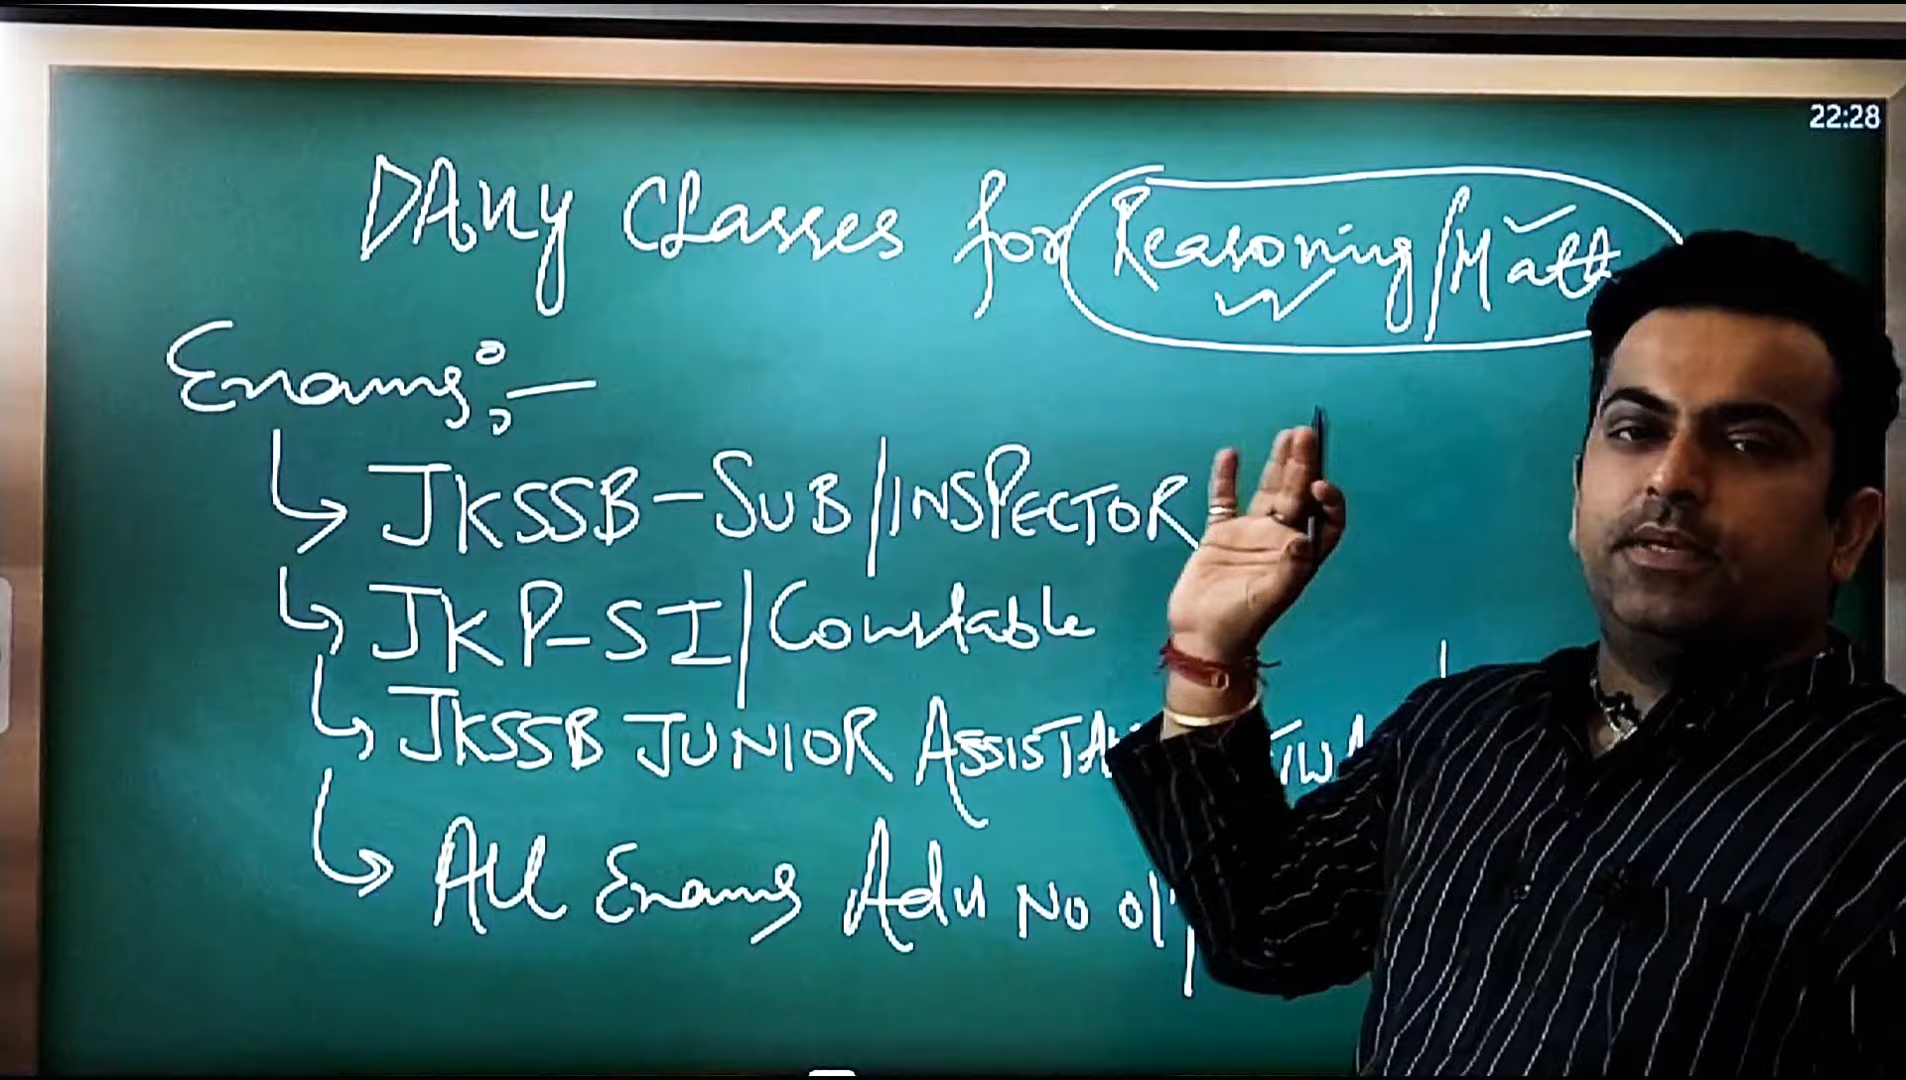 22:28
DAILY Classes for Reasoning/Math
Exams:-
JKSSB-SUB/INSPECTOR
JKP-SI/Constable
JKSSB JUNIOR ASSISTA
All Exams Adv No 01